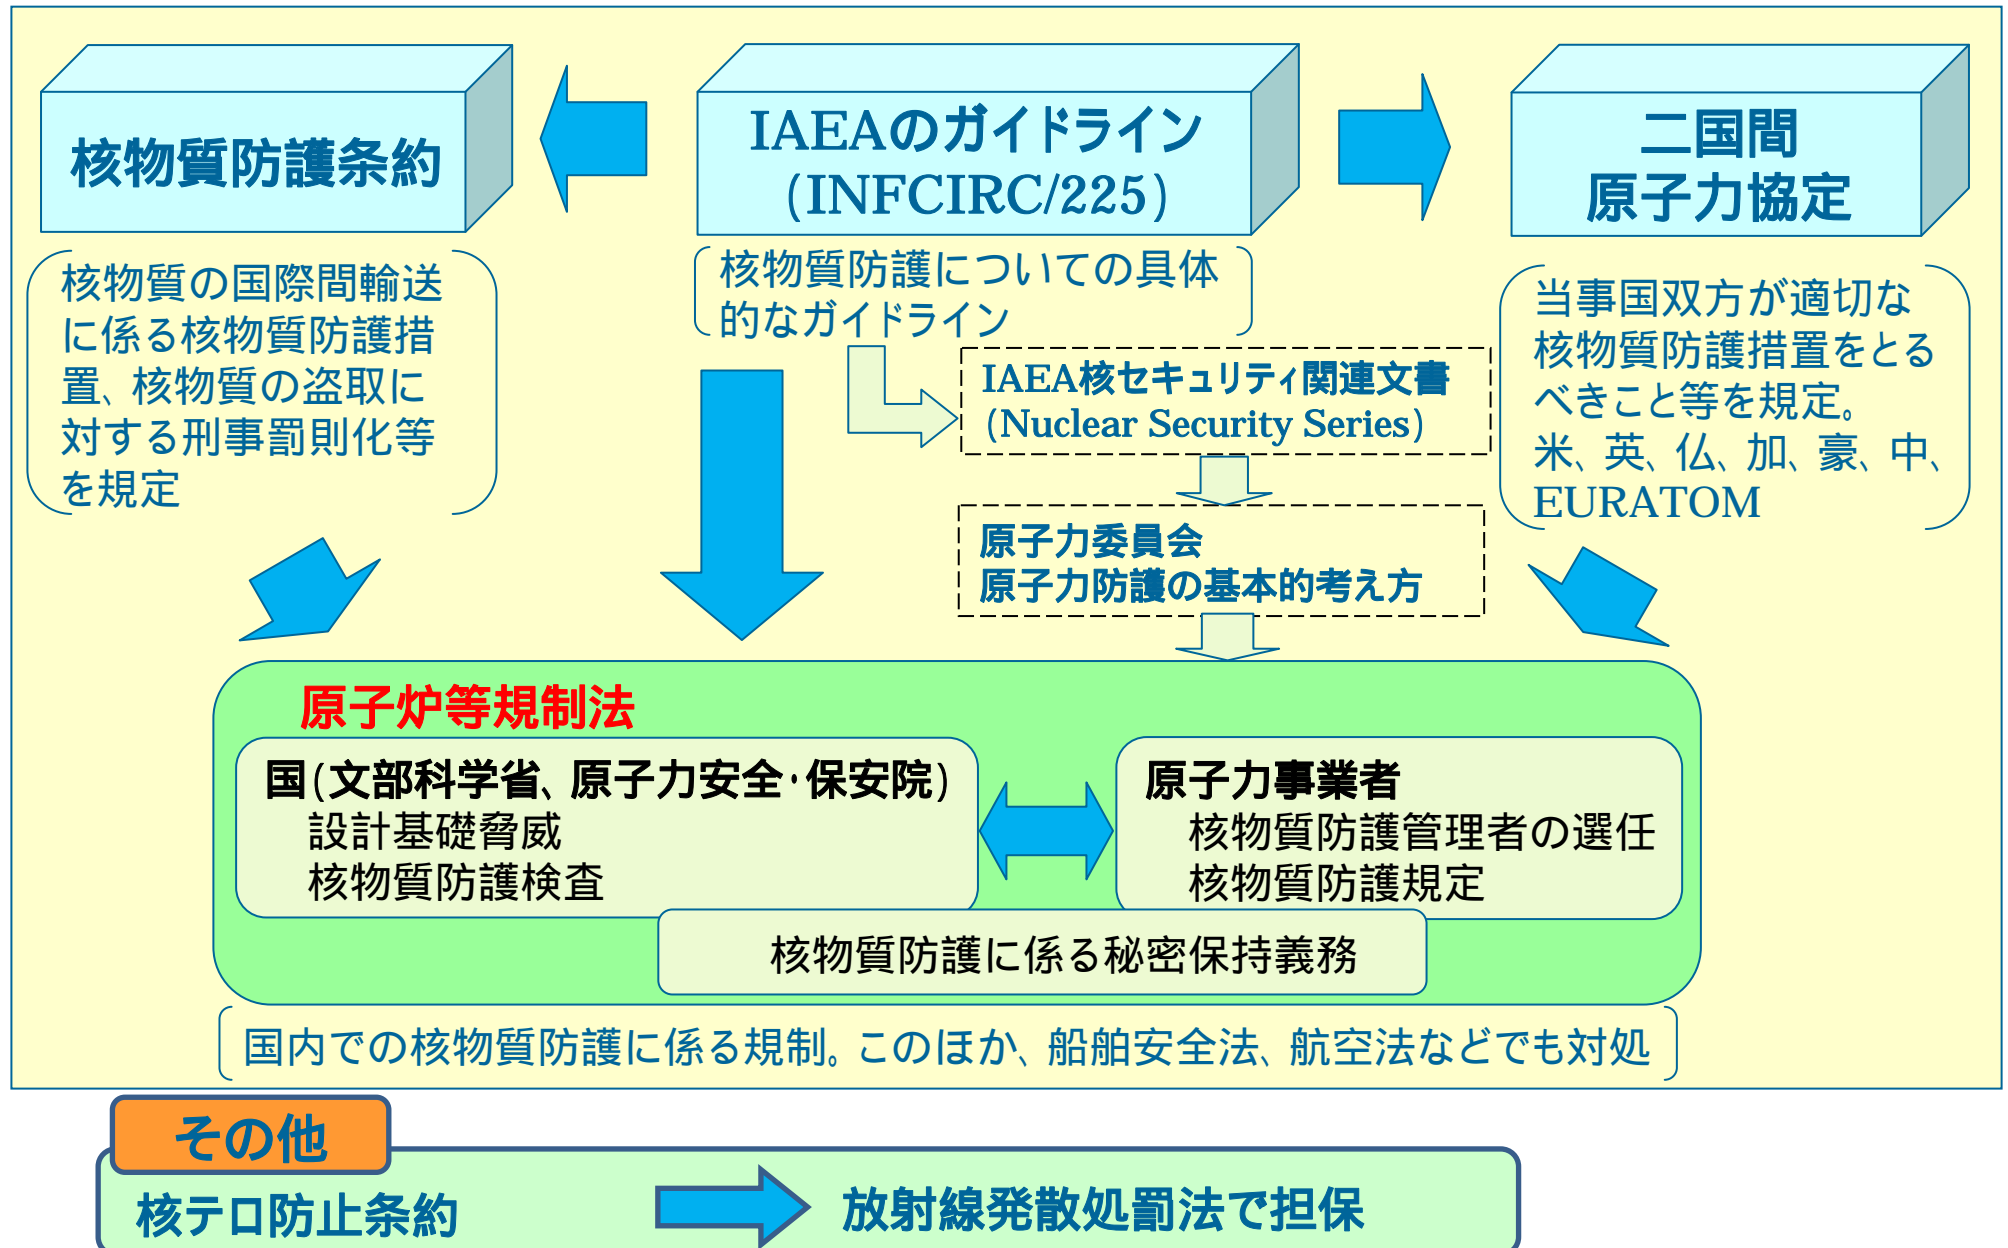 核物質防護条約
IAEAのガイドライン
(INFCIRC/225)
二国間
原子力協定
核物質の国際間輸送
に係る核物質防護措
置、核物質の盗取に
対する刑事罰則化等
を規定
核物質防護についての具体
的なガイドライン
当事国双方が適切な
核物質防護措置をとる
べきこと等を規定。
米、英、仏、加、豪、中、
EURATOM
IAEA核セキュリティ関連文書
(Nuclear Security Series)
原子力委員会
原子力防護の基本的考え方
原子炉等規制法
国(文部科学省、原子力安全・保安院)
設計基礎脅威
核物質防護検査
原子力事業者
核物質防護管理者の選任
核物質防護規定
核物質防護に係る秘密保持義務
国内での核物質防護に係る規制。このほか、船舶安全法、航空法などでも対処
その他
核テロ防止条約
放射線発散処罰法で担保